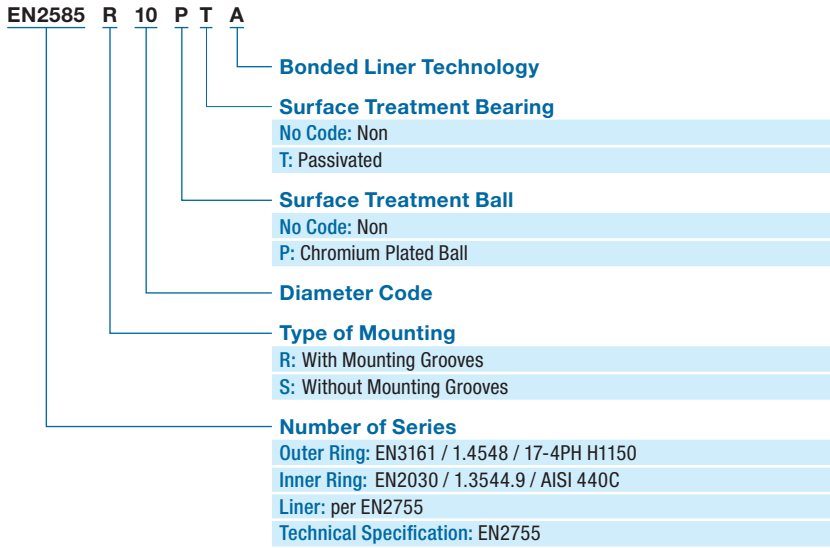 EN2585 R 10 P T A
Bonded Liner Technology
Surface Treatment Bearing
No Code: Non
T: Passivated
Surface Treatment Ball
No Code: Non
P: Chromium Plated Ball
Diameter Code
Type of Mounting
R: With Mounting Grooves
S: Without Mounting Grooves
Number of Series
Outer Ring: EN3161 / 1.4548 / 17-4PH H1150
Inner Ring: EN2030 / 1.3544.9 / AISI 440C
Liner: per EN2755
Technical Specification: EN2755